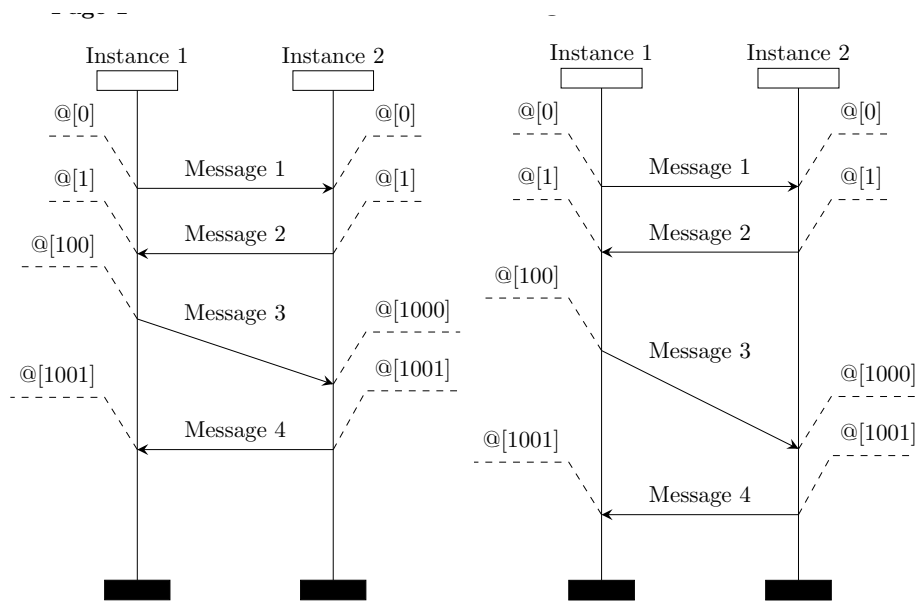 Instance 1 Instance 2
@[0] @[0]
Message 1
@[1] @[1]
Message 2
@[100]
Message 3
@[1000]
@[1001]
@[1001]
Message 4
Instance 1 Instance 2
@[0] @[0]
Message 1
@[1] @[1]
Message 2
@[100]
Message 3
@[1000]
@[1001]
@[1001]
Message 4